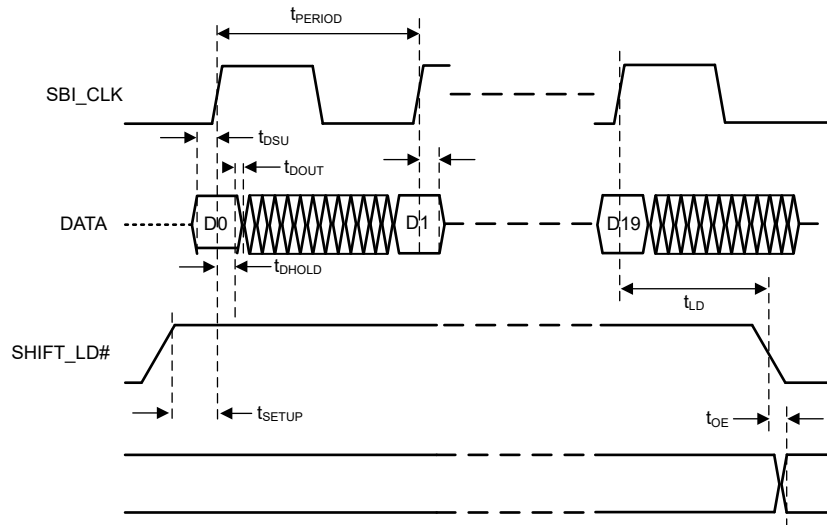 tPERIOD
SBI_CLK
tDSU
tDOUT
DATA
D0
D1
D19
tDHOLD
tLD
SHIFT_LD#
tSETUP
tOE